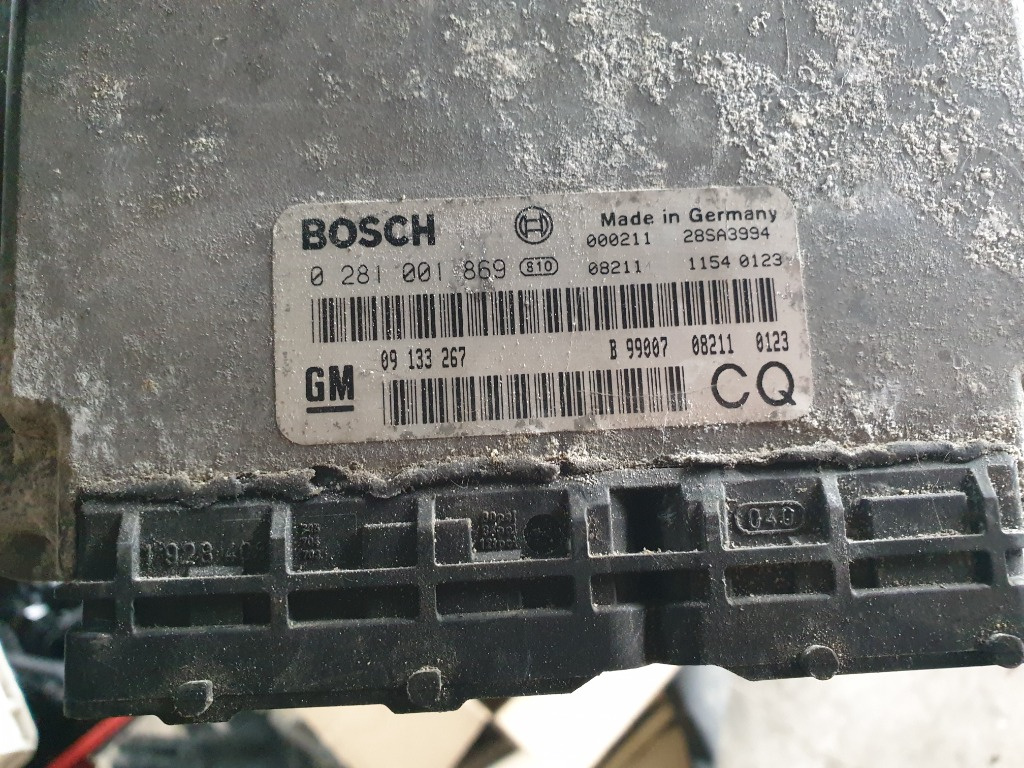 BOSCH
Made in Germany
000211 28SA3994
0 281 001 869 S10 08211 1154 0123
09 133 267 B 99007 08211 0123
GM CQ
040